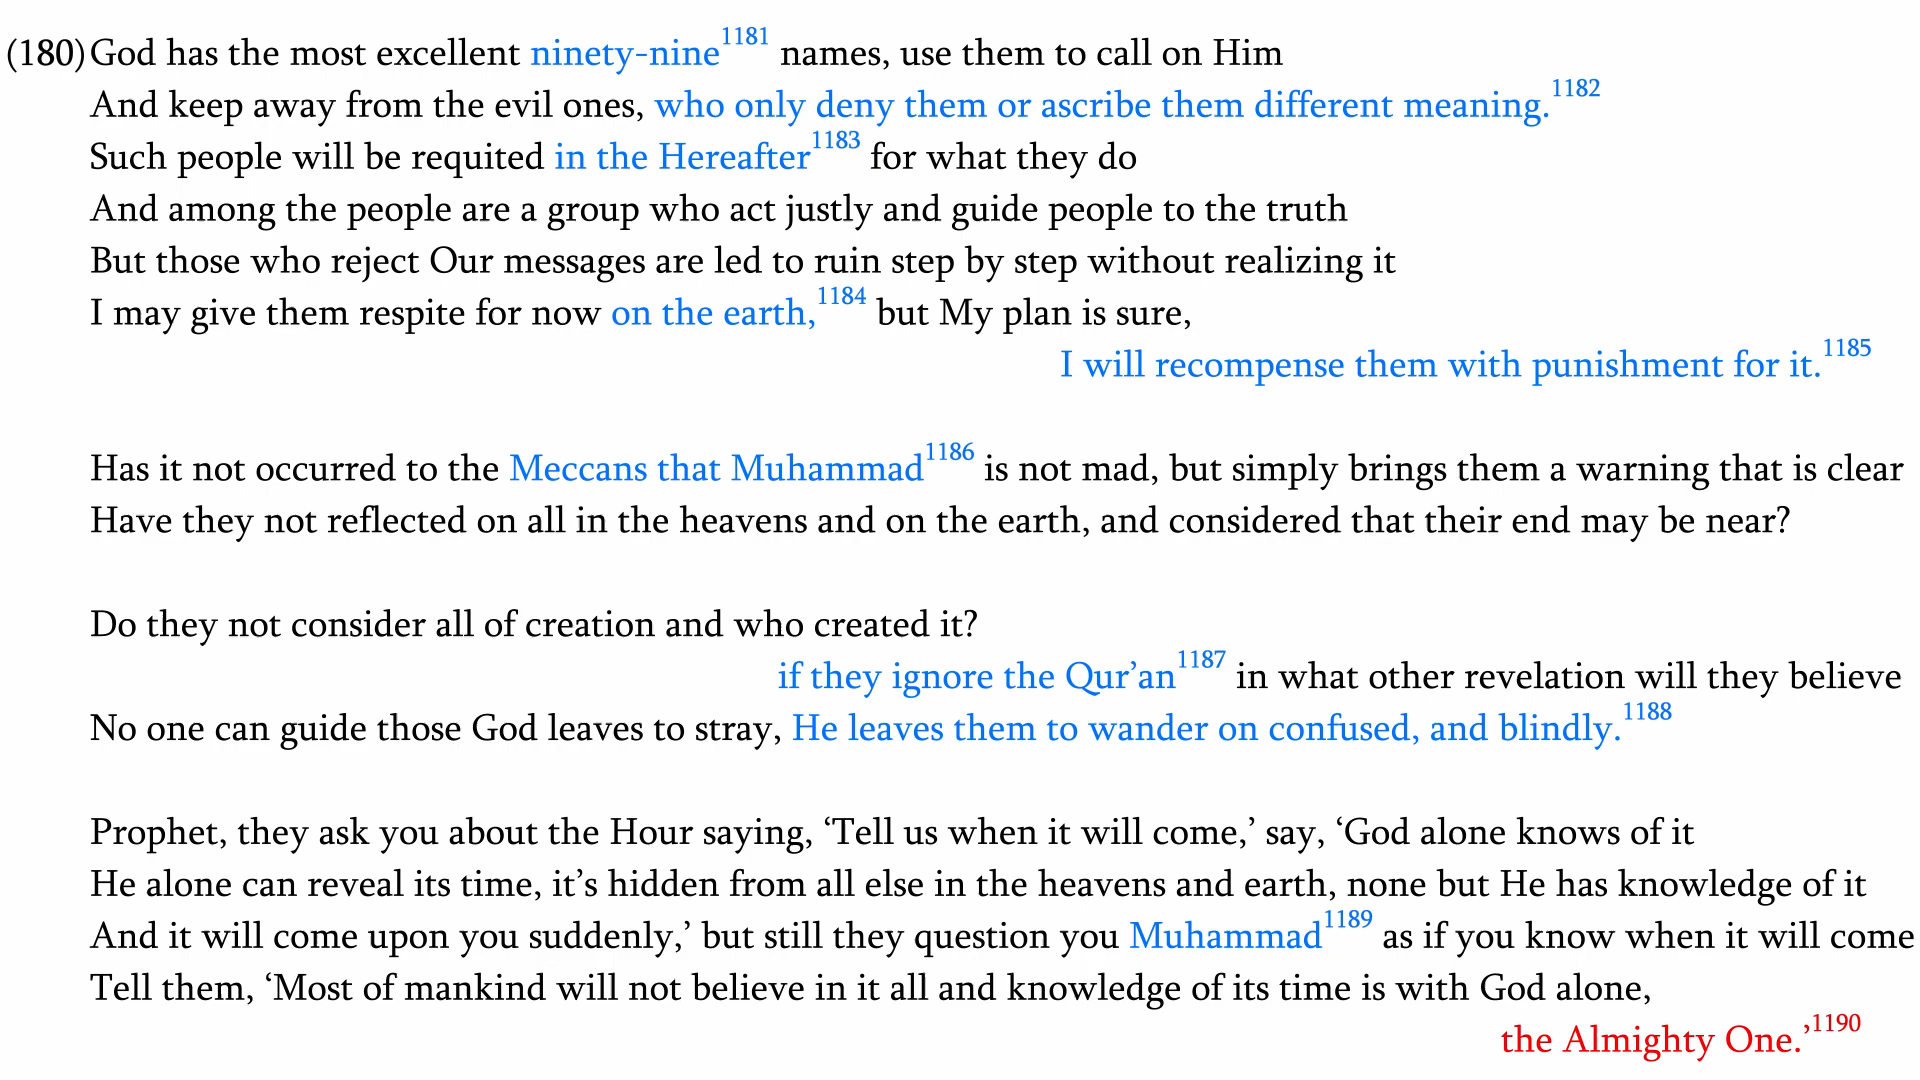 (180) God has the most excellent ninety-nine1181 names, use them to call on Him
And keep away from the evil ones, who only deny them or ascribe them different meaning.1182
Such people will be requited in the Hereafter1183 for what they do
And among the people are a group who act justly and guide people to the truth
But those who reject Our messages are led to ruin step by step without realizing it
I may give them respite for now on the earth,1184 but My plan is sure,
I will recompense them with punishment for it.1185
Has it not occurred to the Meccans that Muhammad1186 is not mad, but simply brings them a warning that is clear
Have they not reflected on all in the heavens and on the earth, and considered that their end may be near?
Do they not consider all of creation and who created it?
if they ignore the Qur’an1187 in what other revelation will they believe
No one can guide those God leaves to stray, He leaves them to wander on confused, and blindly.1188
Prophet, they ask you about the Hour saying, ‘Tell us when it will come,’ say, ‘God alone knows of it
He alone can reveal its time, it’s hidden from all else in the heavens and earth, none but He has knowledge of it
And it will come upon you suddenly,’ but still they question you Muhammad1189 as if you know when it will come
Tell them, ‘Most of mankind will not believe in it all and knowledge of its time is with God alone,
the Almighty One.’1190